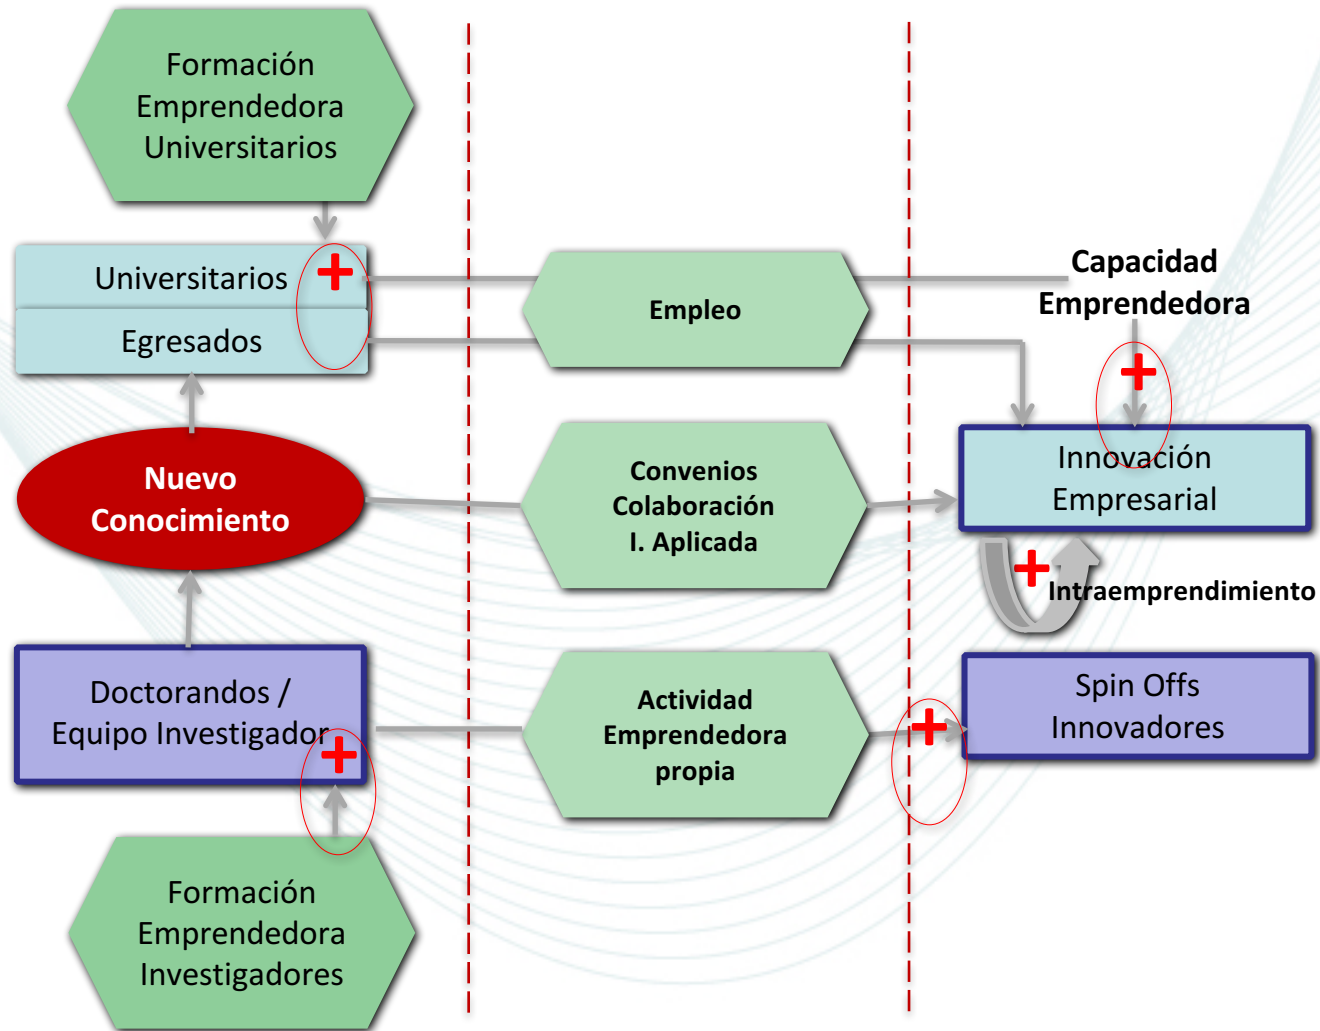 Formación
Emprendedora
Universitarios
Universitarios
+
Egresados
Empleo
Capacidad
Emprendedora
+
Nuevo
Conocimiento
Convenios
Colaboración
I. Aplicada
Innovación
Empresarial
+
Intraemprendimiento
Doctorandos /
Equipo Investigador
+
Actividad
Emprendedora
propia
+
Spin Offs
Innovadores
Formación
Emprendedora
Investigadores